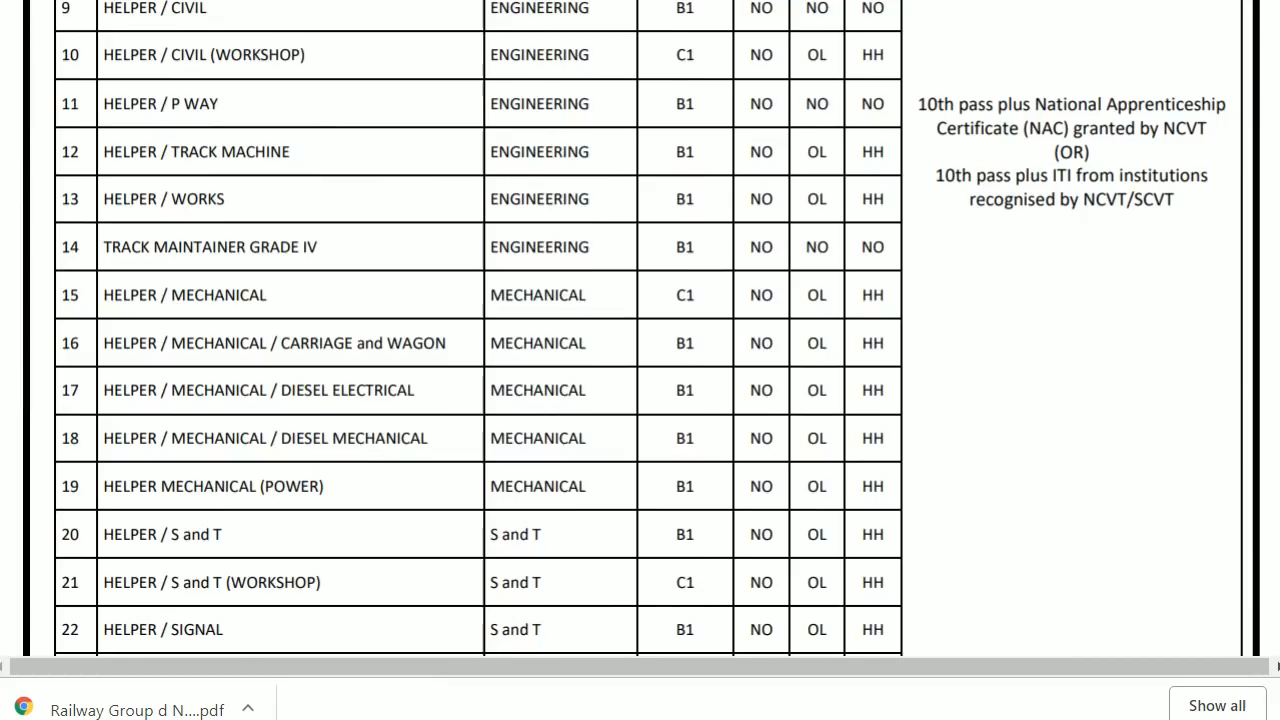 9 HELPER / CIVIL ENGINEERING B1 NO NO NO
10 HELPER / CIVIL (WORKSHOP) ENGINEERING C1 NO OL HH
11 HELPER / P WAY ENGINEERING B1 NO NO NO
12 HELPER / TRACK MACHINE ENGINEERING B1 NO OL HH
13 HELPER / WORKS ENGINEERING B1 NO OL HH
14 TRACK MAINTAINER GRADE IV ENGINEERING B1 NO NO NO
15 HELPER / MECHANICAL MECHANICAL C1 NO OL HH
16 HELPER / MECHANICAL / CARRIAGE and WAGON MECHANICAL B1 NO OL HH
17 HELPER / MECHANICAL / DIESEL ELECTRICAL MECHANICAL B1 NO OL HH
18 HELPER / MECHANICAL / DIESEL MECHANICAL MECHANICAL B1 NO OL HH
19 HELPER MECHANICAL (POWER) MECHANICAL B1 NO OL HH
20 HELPER / S and T S and T B1 NO OL HH
21 HELPER / S and T (WORKSHOP) S and T C1 NO OL HH
22 HELPER / SIGNAL S and T B1 NO OL HH
10th pass plus National Apprenticeship
Certificate (NAC) granted by NCVT
(OR)
10th pass plus ITI from institutions
recognised by NCVT/SCVT
Railway Group d N....pdf
Show all